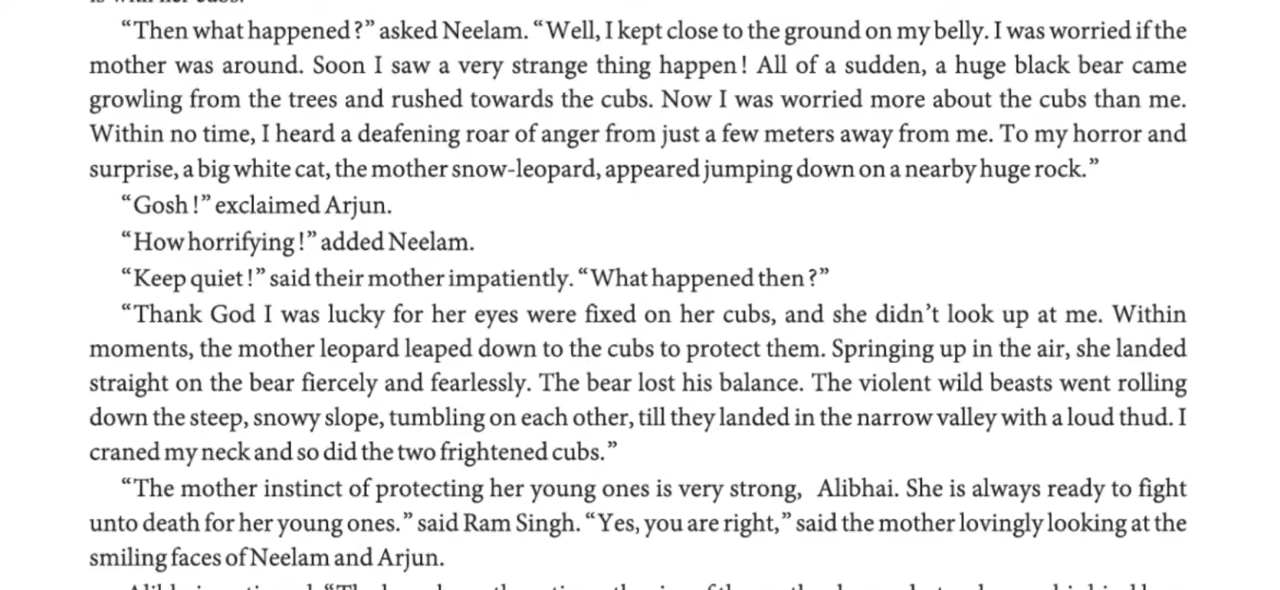 is with her cubs.
“Then what happened?” asked Neelam. “Well, I kept close to the ground on my belly. I was worried if the
mother was around. Soon I saw a very strange thing happen! All of a sudden, a huge black bear came
growling from the trees and rushed towards the cubs. Now I was worried more about the cubs than me.
Within no time, I heard a deafening roar of anger from just a few meters away from me. To my horror and
surprise, a big white cat, the mother snow-leopard, appeared jumping down on a nearby huge rock.”
“Gosh!” exclaimed Arjun.
“How horrifying!” added Neelam.
“Keep quiet!” said their mother impatiently. “What happened then?”
“Thank God I was lucky for her eyes were fixed on her cubs, and she didn’t look up at me. Within
moments, the mother leopard leaped down to the cubs to protect them. Springing up in the air, she landed
straight on the bear fiercely and fearlessly. The bear lost his balance. The violent wild beasts went rolling
down the steep, snowy slope, tumbling on each other, till they landed in the narrow valley with a loud thud. I
craned my neck and so did the two frightened cubs.”
“The mother instinct of protecting her young ones is very strong, Alibhai. She is always ready to fight
unto death for her young ones.” said Ram Singh. “Yes, you are right,” said the mother lovingly looking at the
smiling faces of Neelam and Arjun.